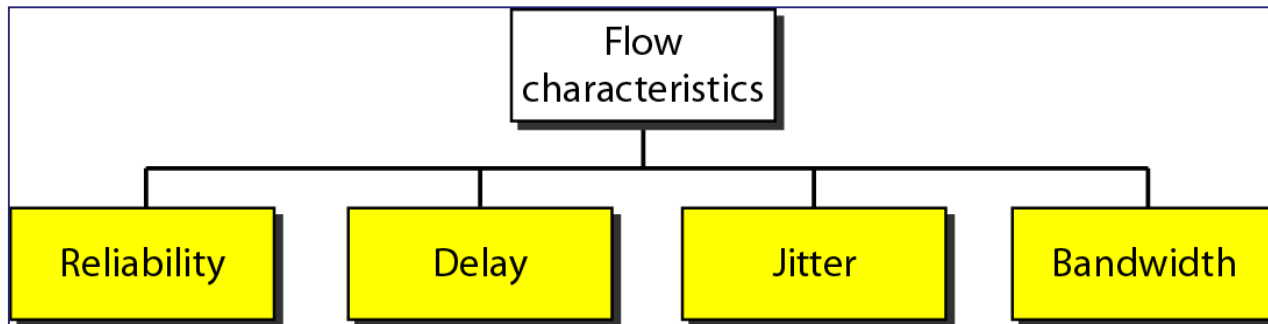 Flow
characteristics
Reliability
Delay
Jitter
Bandwidth